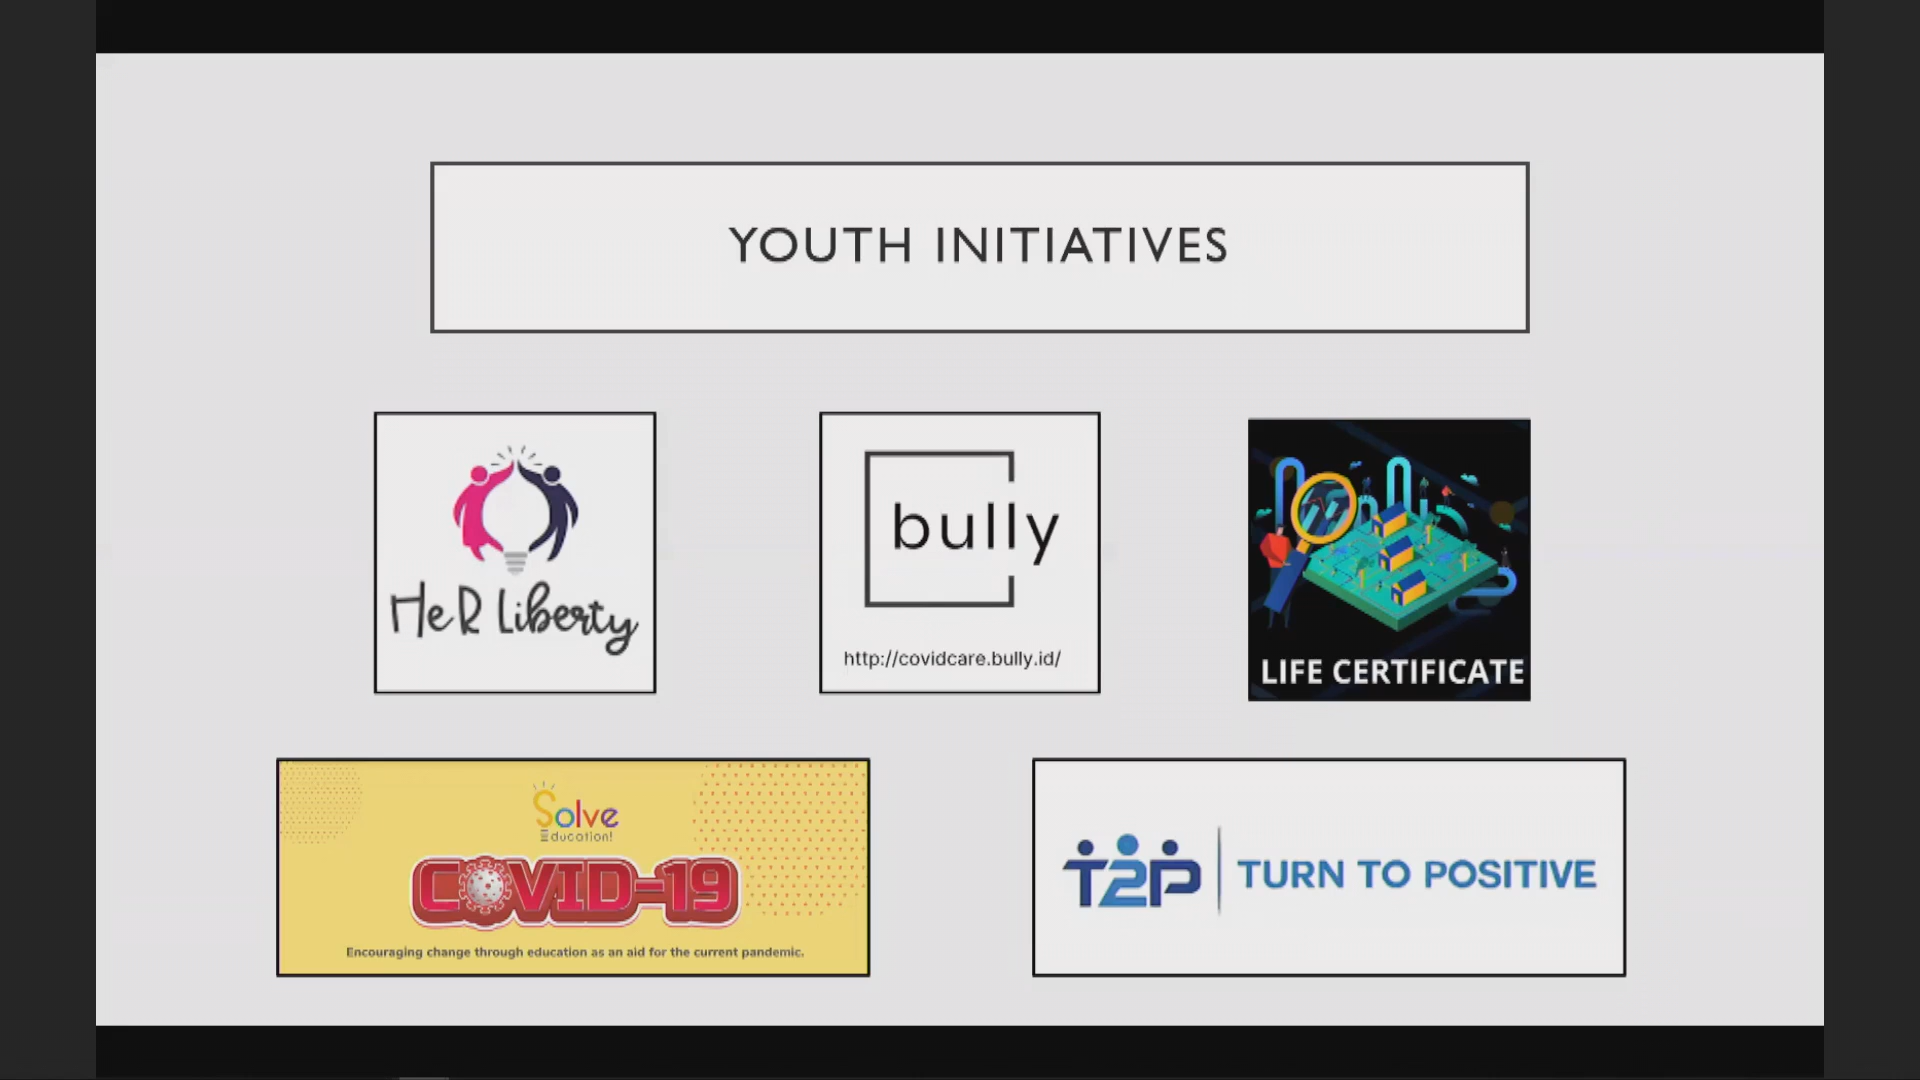 YOUTH INITIATIVES
HeR Liberty
bully
http://covidcare.bully.id/
LIFE CERTIFICATE
Solve
Education!
COVID-19
Encouraging change through education as an aid for the current pandemic.
T2P
TURN TO POSITIVE